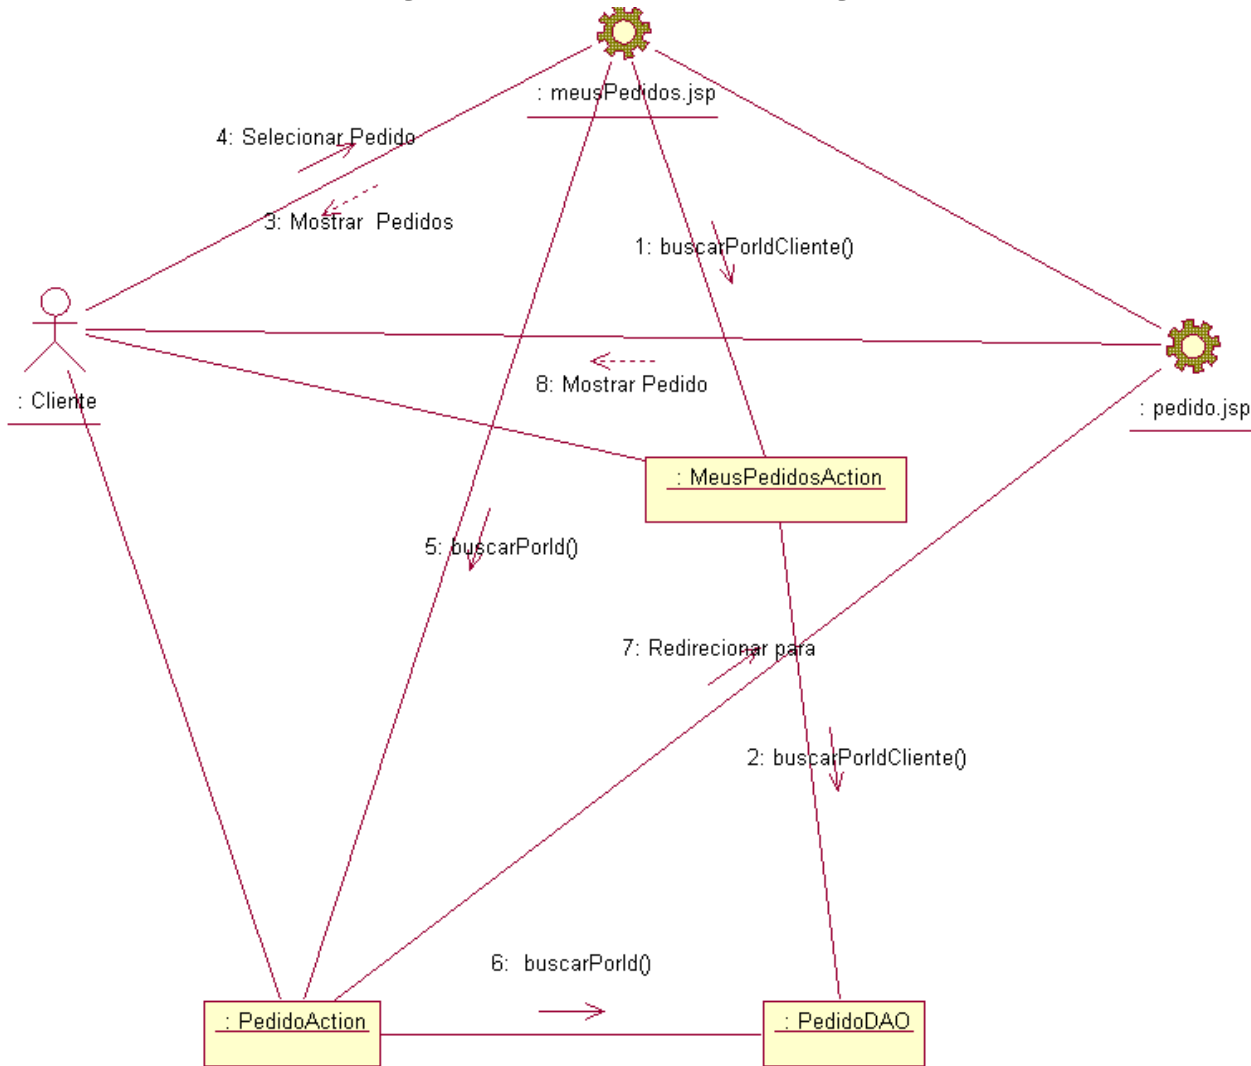 : meusPedidos.jsp
4: Selecionar Pedido
3: Mostrar  Pedidos
1: buscarPorIdCliente()
8: Mostrar Pedido
: Cliente
: pedido.jsp
: MeusPedidosAction
5: buscarPorId()
7: Redirecionar para
2: buscarPorIdCliente()
6:  buscarPorId()
: PedidoAction
: PedidoDAO